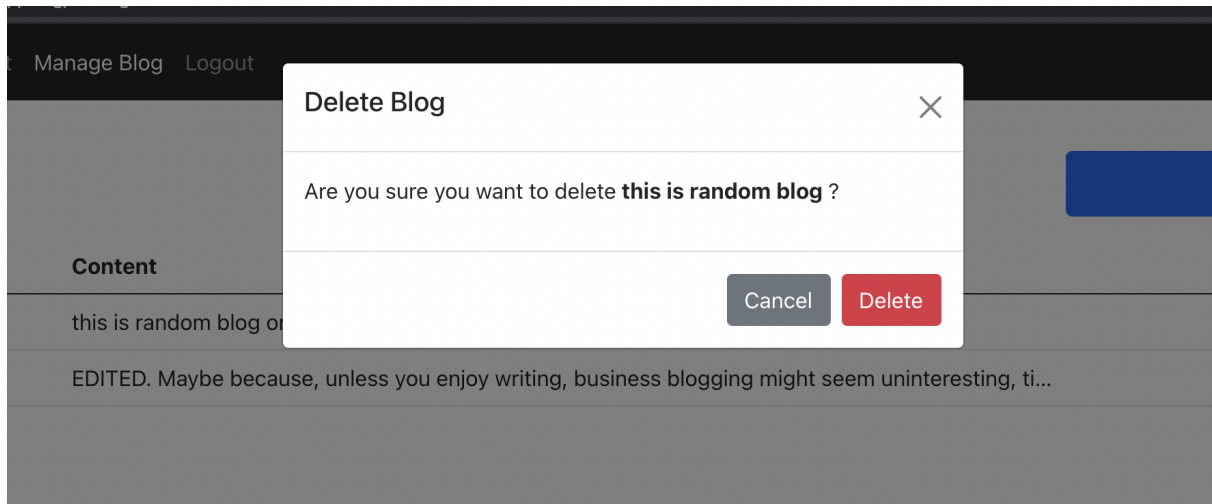 Manage Blog Logout
Delete Blog
Are you sure you want to delete this is random blog ?
Cancel Delete
Content
this is random blog
EDITED. Maybe because, unless you enjoy writing, business blogging might seem uninteresting, ti...